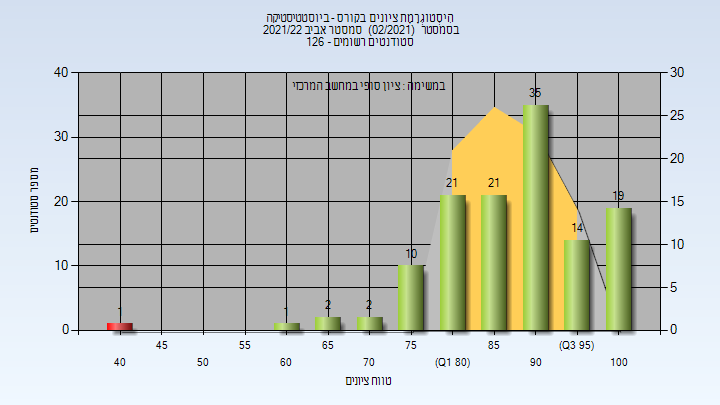 היסטוגרמת ציונים בקורס - ביוסטטיסטיקה
בסמסטר (02/2021) סמסטר אביב 2021/22
סטודנטים רשומים - 126
במשימה : ציון סופי במחשב המרכזי
מספר סטודנטים
40
30
20
10
0
30
25
20
15
10
5
0
1
1
2
2
10
21
21
35
14
19
45 55 65 75 85 (Q3 95)
40 50 60 70 (Q1 80) 90 100
טווח ציונים